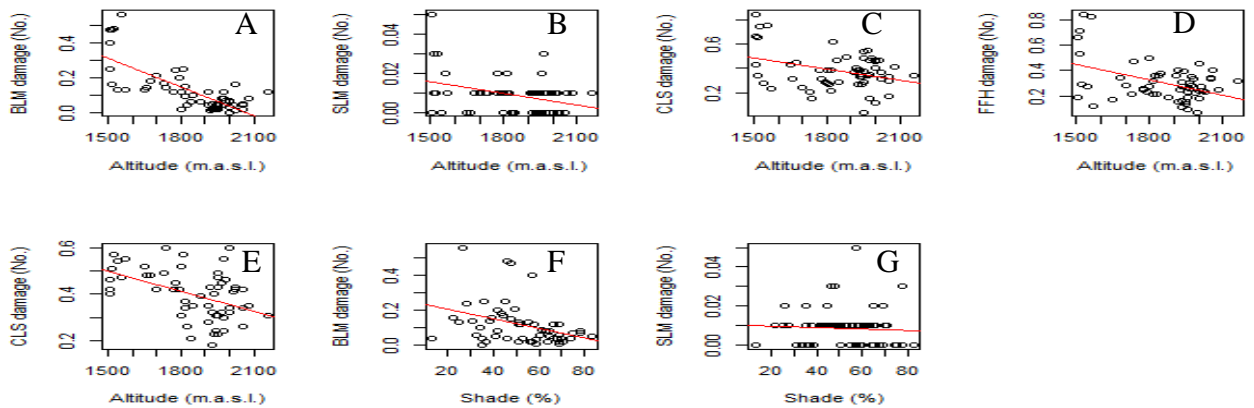 A
BLM damage (No.)
0.0 0.2 0.4
1500 1800 2100
Altitude (m.a.s.l.)
B
SLM damage (No.)
0.00 0.02 0.04
1500 1800 2100
Altitude (m.a.s.l.)
C
CLS damage (No.)
0.2 0.6
1500 1800 2100
Altitude (m.a.s.l.)
D
FFH damage (No.)
0.2 0.4 0.6 0.8
1500 1800 2100
Altitude (m.a.s.l.)
E
CLS damage (No.)
0.2 0.4 0.6
1500 1800 2100
Altitude (m.a.s.l.)
F
BLM damage (No.)
0.0 0.2 0.4
20 40 60 80
Shade (%)
G
SLM damage (No.)
0.00 0.02 0.04
20 40 60 80
Shade (%)